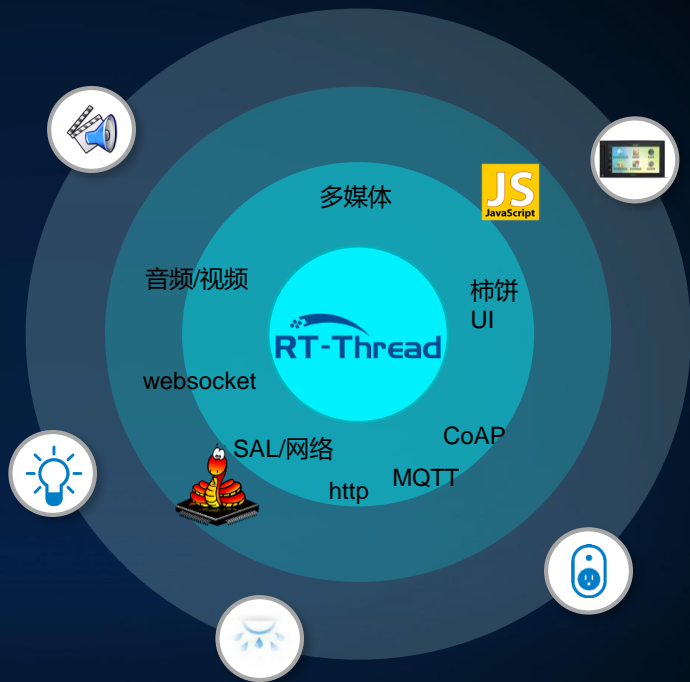 多媒体
JS
JavaScript
音频/视频
柿饼
UI
RT-Thread
websocket
CoAP
SAL/网络
MQTT
http